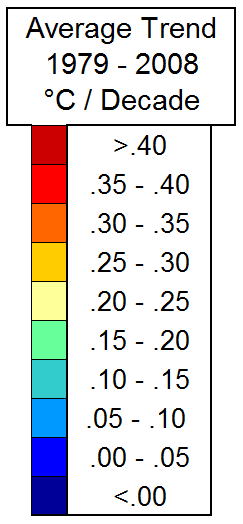 Average Trend
1979 - 2008
°C / Decade
>.40
.35 - .40
.30 - .35
.25 - .30
.20 - .25
.15 - .20
.10 - .15
.05 - .10
.00 - .05
<.00